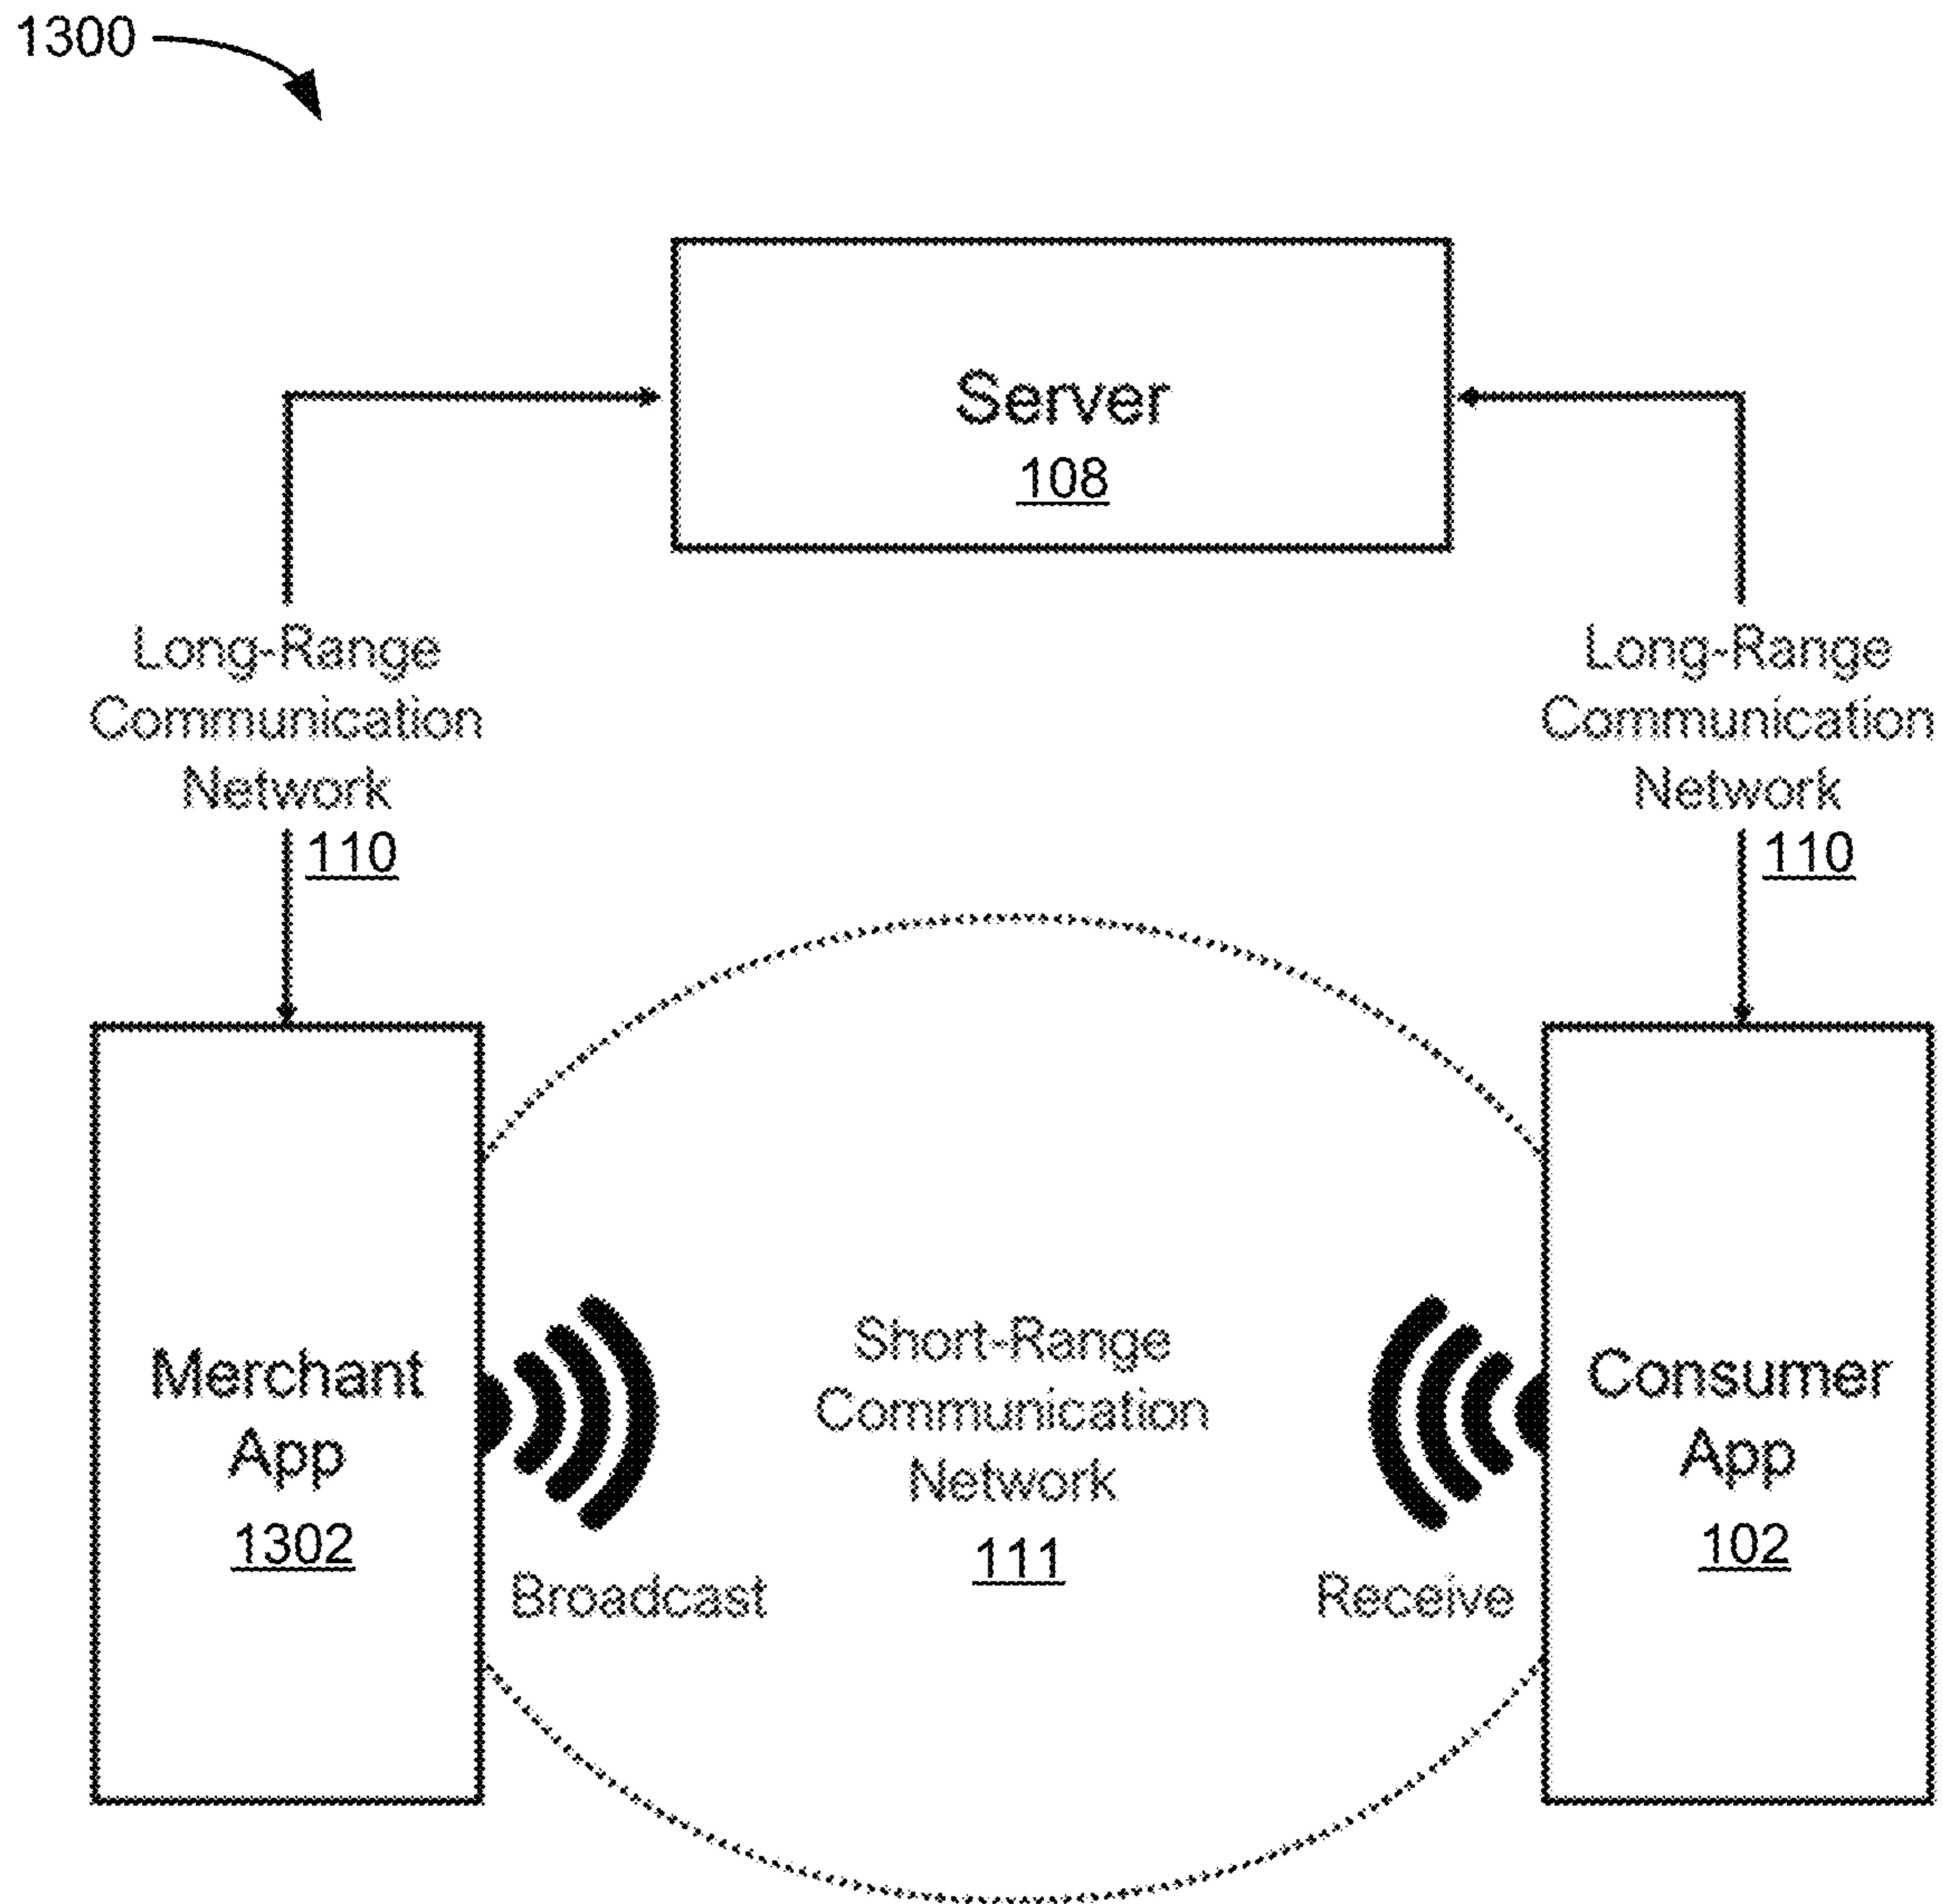 1300
Server
108
Long-Range
Communication
Network
110
Long-Range
Communication
Network
110
Merchant
App
1302
Broadcast
Short-Range
Communication
Network
111
Receive
Consumer
App
102